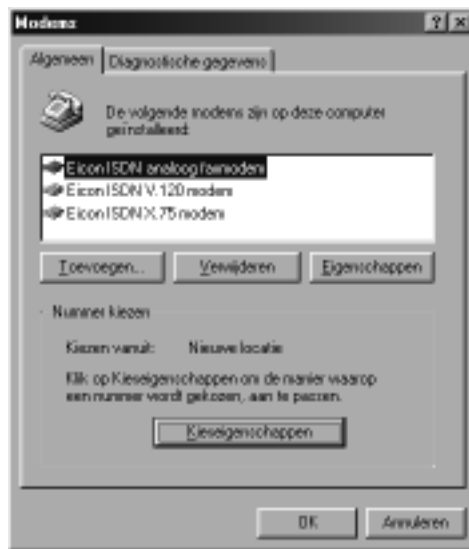 Modems
Algemeen
Diagnostische gegevens
De volgende modems zijn op deze computer
geïnstalleerd:
Eicon ISDN analoog faxmodem
Eicon ISDN V.120 modem
Eicon ISDN X.75 modem
Toevoegen...
Verwijderen
Eigenschappen
Nummer kiezen
Kiezen vanuit:
Nieuwe locatie
Klik op Kieseigenschappen om de manier waarop
een nummer wordt gekozen, aan te passen.
Kieseigenschappen
OK
Annuleren